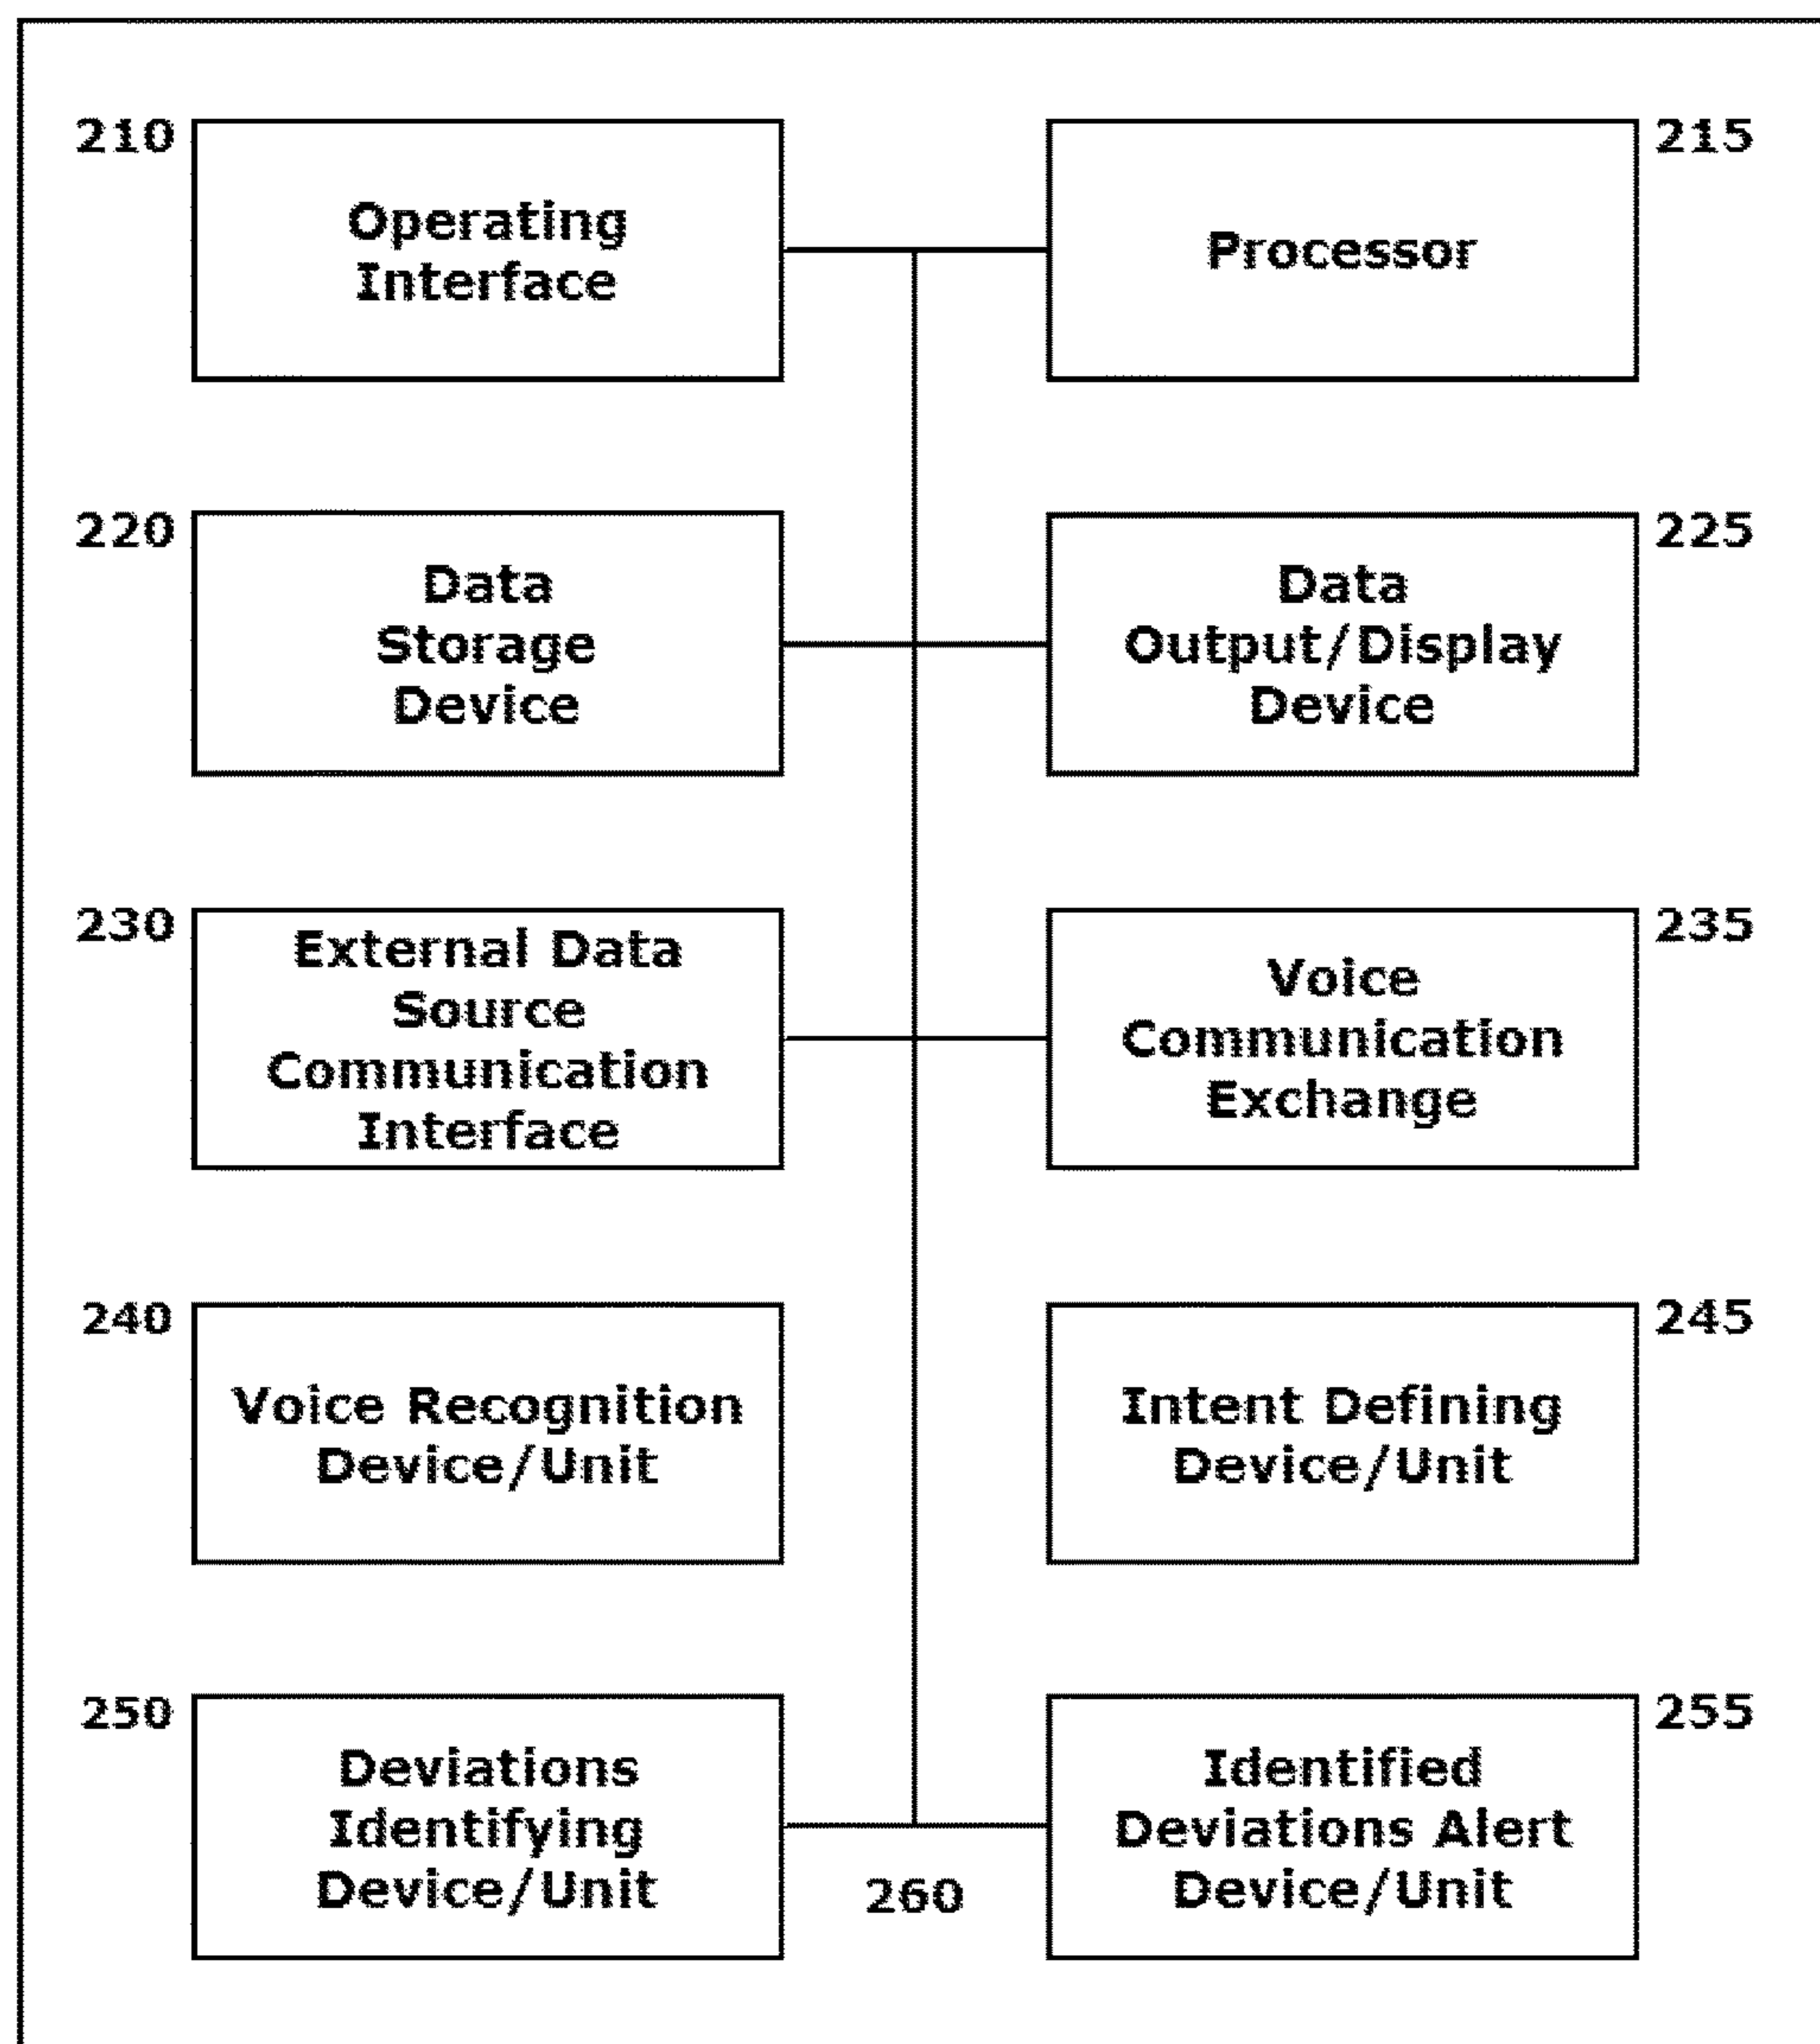 210
Operating
Interface
215
Processor
220
Data
Storage
Device
225
Data
Output/Display
Device
230
External Data
Source
Communication
Interface
235
Voice
Communication
Exchange
240
Voice Recognition
Device/Unit
245
Intent Defining
Device/Unit
250
Deviations
Identifying
Device/Unit
255
Identified
Deviations Alert
Device/Unit
260